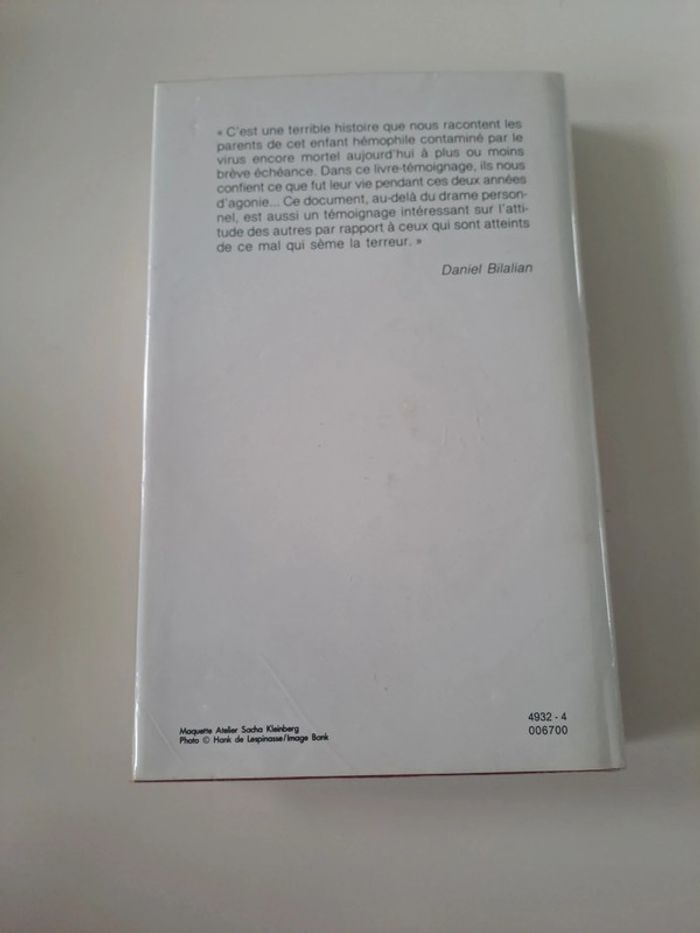 « C'est une terrible histoire que nous racontent les
parents de cet enfant hémophile contaminé par le
virus encore mortel aujourd'hui à plus ou moins
brève échéance. Dans ce livre-témoignage, ils nous
confient ce que fut leur vie pendant ces deux années
d'agonie... Ce document, au-delà du drame person-
nel, est aussi un témoignage intéressant sur l'atti-
tude des autres par rapport à ceux qui sont atteints
de ce mal qui sème la terreur. »
Daniel Bilalian
Maquette Atelier Sacha Kleinberg
Photo © Hank de Lespinasse/Image Bank
4932 - 4
006700